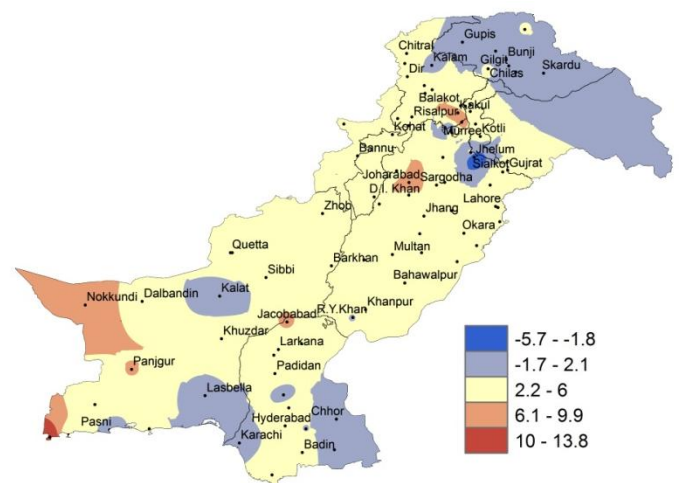 Gupis
Chitral
Kalam
Bunji
Gilgit
Skardu
Dir
Chilas
Balakot
Kakul
Risalpur
Kohat
Murree
Kotli
Bannu
Jhelum
Sialkot
Gujrat
Joharabad
Sargodha
D.I. Khan
Lahore
Zhob
Jhang
Okara
Quetta
Multan
Barkhan
Sibbi
Bahawalpur
Kalat
Nokkundi
Dalbandin
Khanpur
R.Y.Khan
Jacobabad
Khuzdar
Larkana
Panjgur
Padidan
Lasbella
Pasni
Hyderabad
Chhor
Karachi
Badin
-5.7 - -1.8
-1.7 - 2.1
2.2 - 6
6.1 - 9.9
10 - 13.8